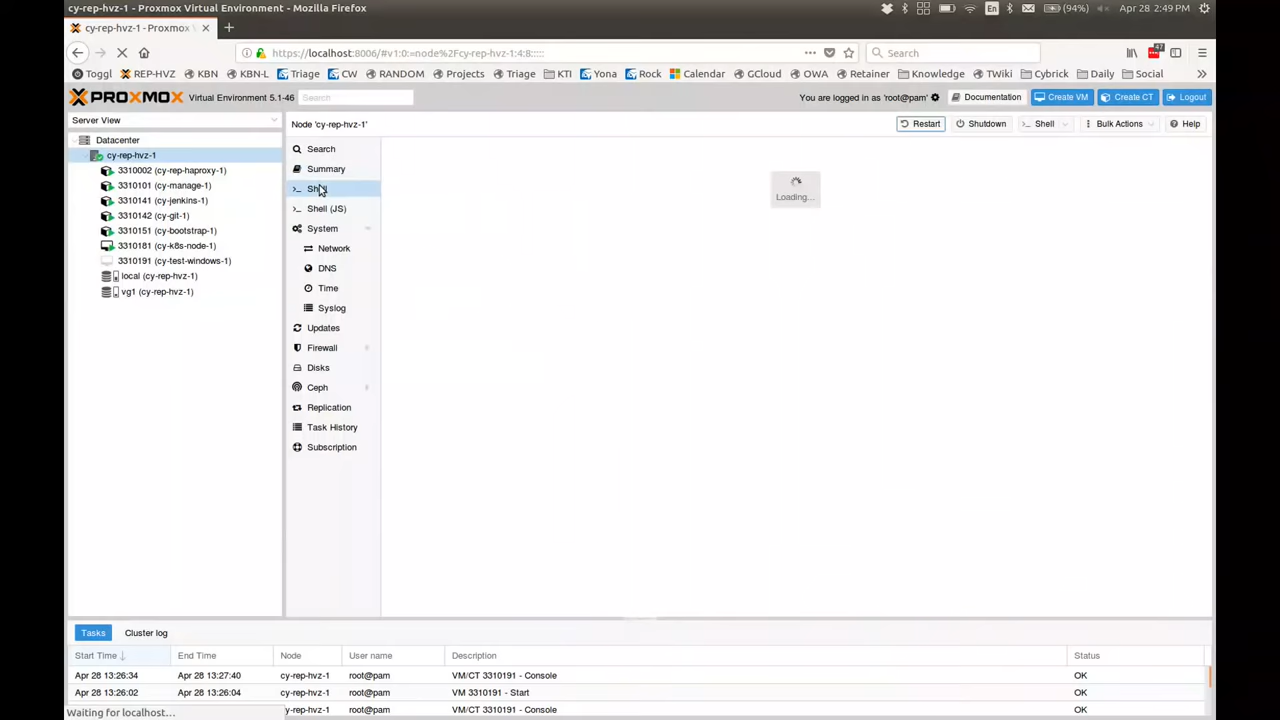 cy-rep-hvz-1 - Proxmox Virtual Environment - Mozilla Firefox
En (94%) Apr 28 2:49 PM
cy-rep-hvz-1 - Proxmox V
https://localhost:8006/#v1:0:=node%2Fcy-rep-hvz-1:4:8:::::
Search
47
Toggl REP-HVZ KBN KBN-L Triage CW RANDOM Projects Triage KTI Yona Rock Calendar GCloud OWA Retainer Knowledge TWiki Cybrick Daily Social
PROXMOX Virtual Environment 5.1-46 Search You are logged in as 'root@pam' Documentation Create VM Create CT Logout
Server View
Node 'cy-rep-hvz-1' Restart Shutdown Shell Bulk Actions Help
Datacenter
cy-rep-hvz-1
3310002 (cy-rep-haproxy-1)
3310101 (cy-manage-1)
3310141 (cy-jenkins-1)
3310142 (cy-git-1)
3310151 (cy-bootstrap-1)
3310181 (cy-k8s-node-1)
3310191 (cy-test-windows-1)
local (cy-rep-hvz-1)
vg1 (cy-rep-hvz-1)
Search
Summary
Shell
Shell (JS)
System
Network
DNS
Time
Syslog
Updates
Firewall
Disks
Ceph
Replication
Task History
Subscription
Loading...
Tasks Cluster log
Start Time End Time Node User name Description Status
Apr 28 13:26:34 Apr 28 13:27:40 cy-rep-hvz-1 root@pam VM/CT 3310191 - Console OK
Apr 28 13:26:02 Apr 28 13:26:04 cy-rep-hvz-1 root@pam VM 3310191 - Start OK
cy-rep-hvz-1 root@pam VM/CT 3310191 - Console OK
Waiting for localhost...